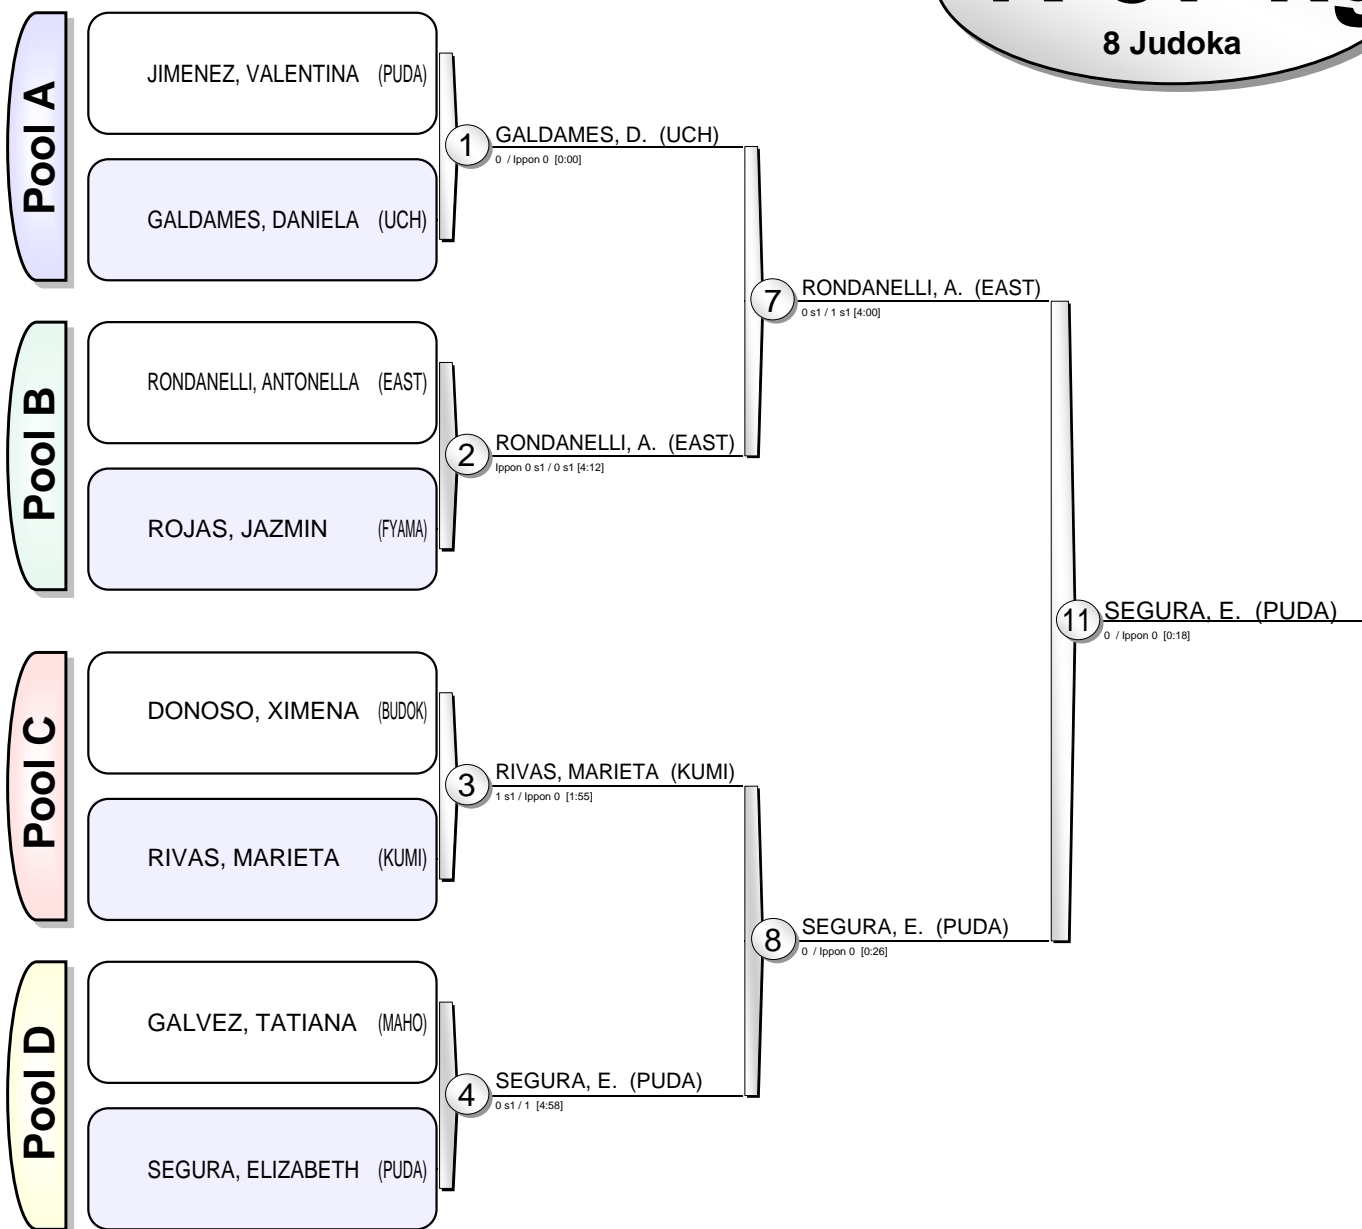 8 Judoka
Pool A
JIMENEZ, VALENTINA (PUDA)
GALDAMES, DANIELA (UCH)
1 GALDAMES, D. (UCH)
0 / Ippon 0 [0:00]
Pool B
RONDANELLI, ANTONELLA (EAST)
ROJAS, JAZMIN (FYAMA)
2 RONDANELLI, A. (EAST)
Ippon 0 s1 / 0 s1 [4:12]
7 RONDANELLI, A. (EAST)
0 s1 / 1 s1 [4:00]
Pool C
DONOSO, XIMENA (BUDOK)
RIVAS, MARIETA (KUMI)
3 RIVAS, MARIETA (KUMI)
1 s1 / Ippon 0 [1:55]
Pool D
GALVEZ, TATIANA (MAHO)
SEGURA, ELIZABETH (PUDA)
4 SEGURA, E. (PUDA)
0 s1 / 1 [4:58]
8 SEGURA, E. (PUDA)
0 / Ippon 0 [0:26]
11 SEGURA, E. (PUDA)
0 / Ippon 0 [0:18]